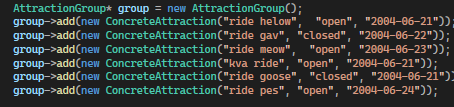 AttractionGroup* group = new AttractionGroup();
group->add(new ConcreteAttraction("ride helow", "open", "2004-06-21"));
group->add(new ConcreteAttraction("ride gav", "closed", "2004-06-22"));
group->add(new ConcreteAttraction("ride meow", "open", "2004-06-23"));
group->add(new ConcreteAttraction("kva ride", "open", "2004-06-21"));
group->add(new ConcreteAttraction("ride goose", "closed", "2004-06-21"));
group->add(new ConcreteAttraction("ride pes", "open", "2004-06-24"));